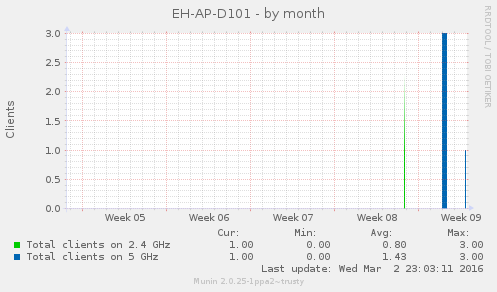 EH-AP-D101 - by month
RRDTOOL / TOBI OETIKER
Clients
3.0
2.5
2.0
1.5
1.0
0.5
0.0
Week 05 Week 06 Week 07 Week 08 Week 09
Cur: Min: Avg: Max:
Total clients on 2.4 GHz 1.00 0.00 0.80 3.00
Total clients on 5 GHz 1.00 0.00 1.43 3.00
Last update: Wed Mar 2 23:03:11 2016
Munin 2.0.25-1ppa2~trusty